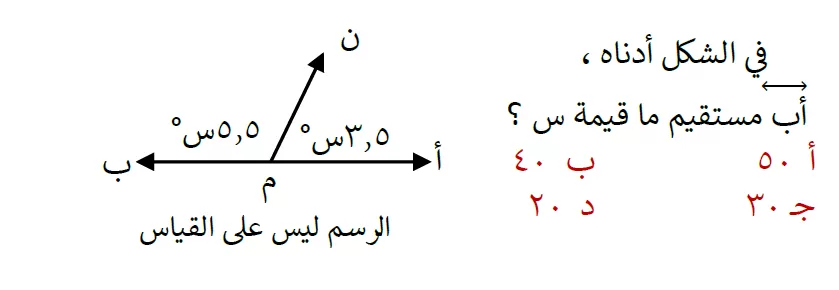 في الشكل أدناه ،
أب مستقيم ما قيمة س ؟
أ ٥٠ ب ٤٠
جـ ٣٠ د ٢٠
ن
٣,٥س° ٥,٥س°
أ م ب
الرسم ليس على القياس